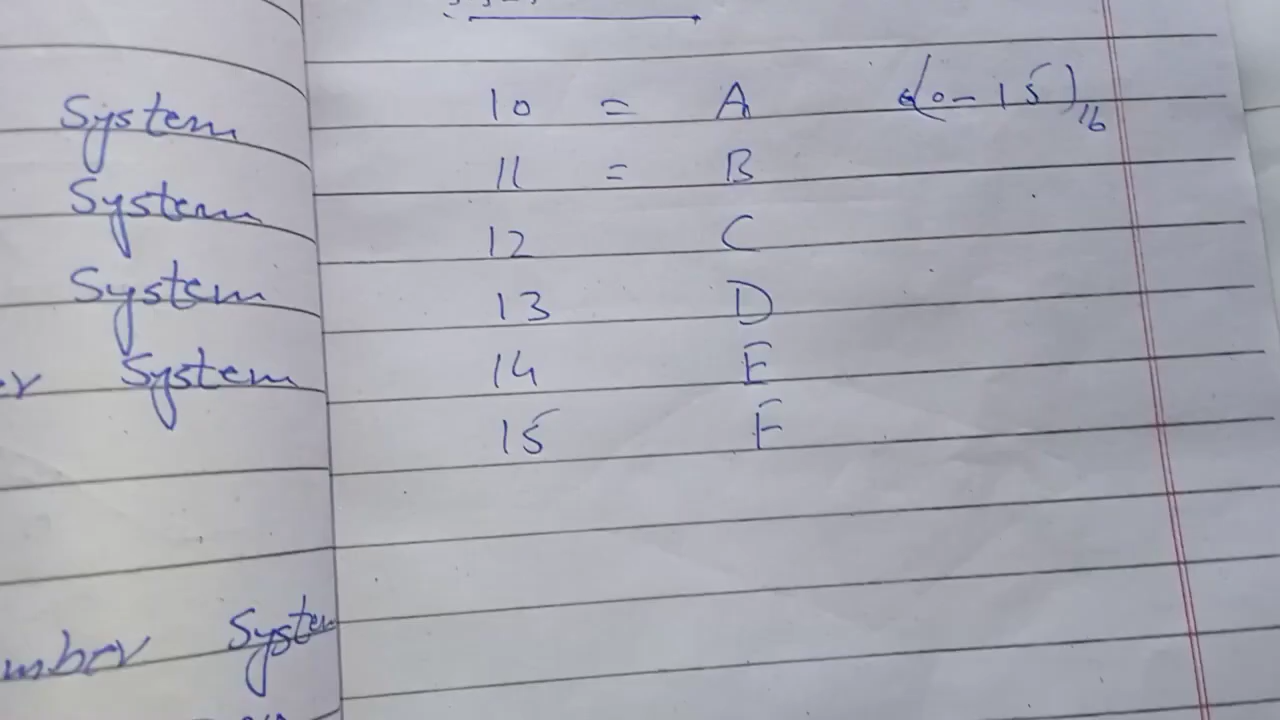 System
System
System
System
System
10 = A (0-15)16
11 = B
12 C
13 D
14 E
15 F